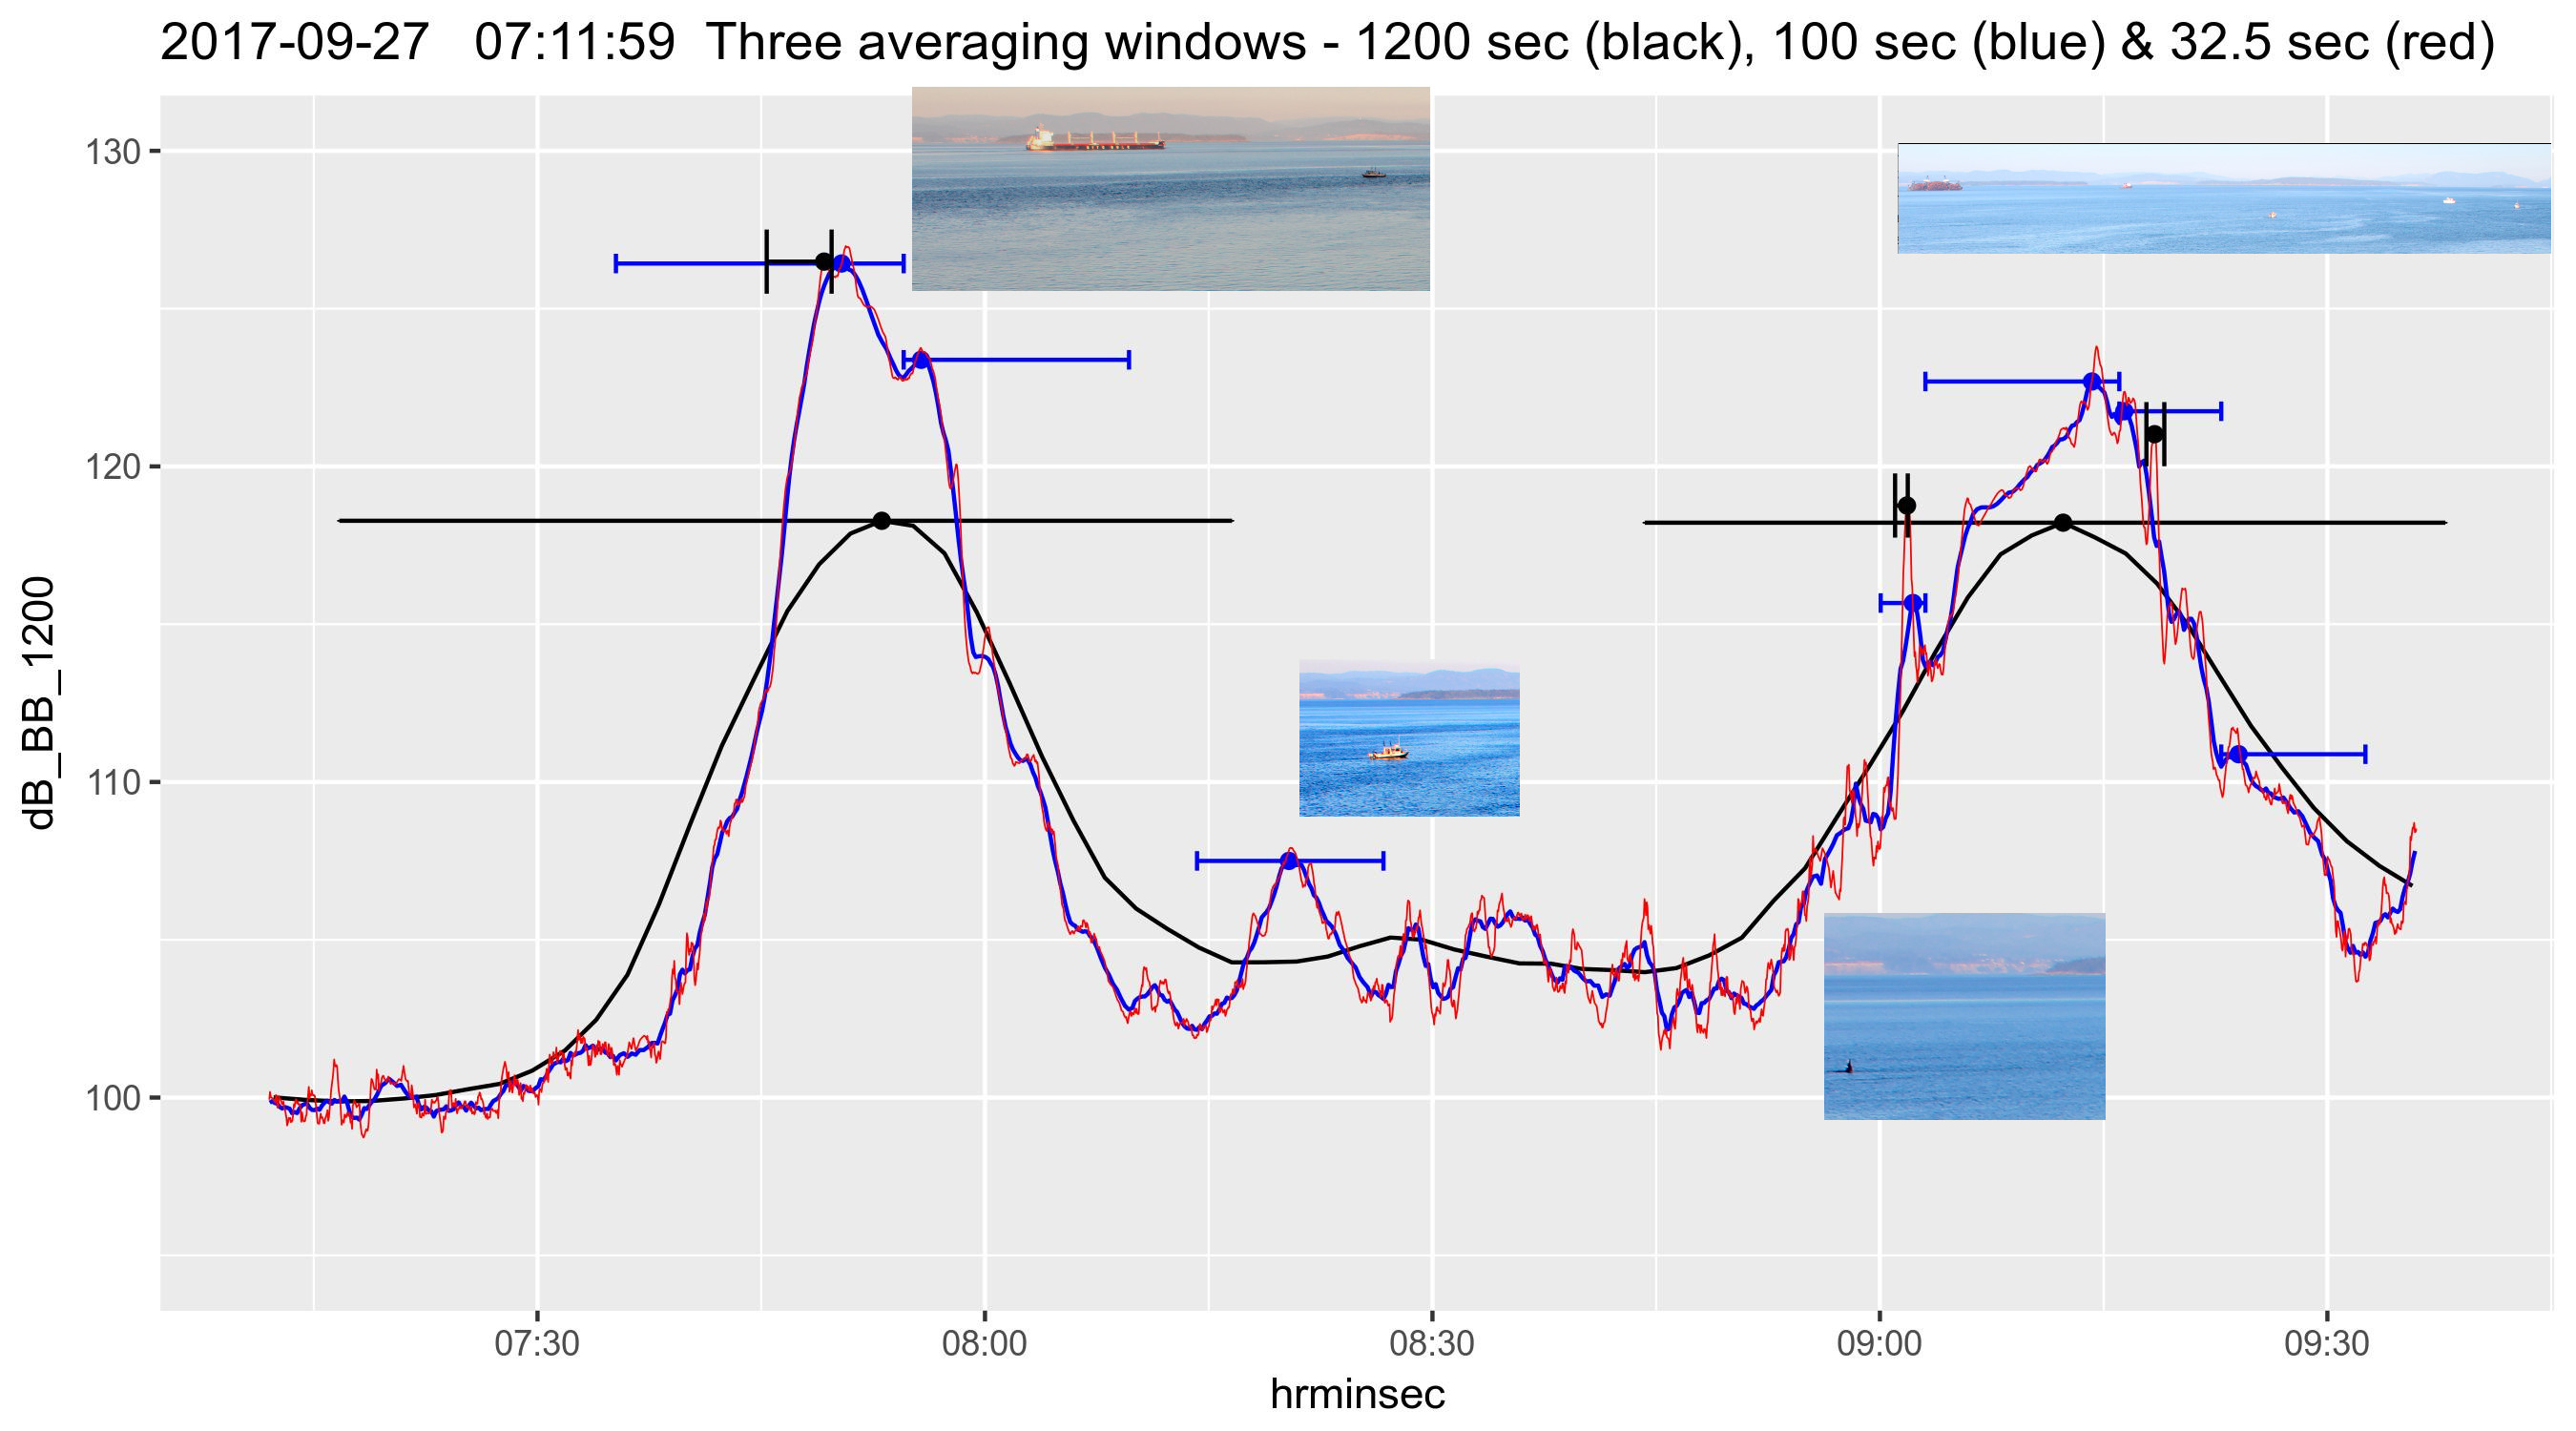 2017-09-27   07:11:59  Three averaging windows - 1200 sec (black), 100 sec (blue) & 32.5 sec (red)
dB_BB_1200
130
120
110
100
07:30 08:00 08:30 09:00 09:30
hrminsec